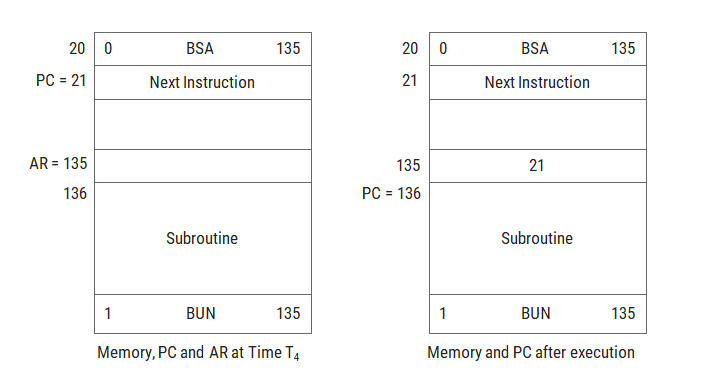 20 0 BSA 135
PC = 21 Next Instruction
AR = 135
136
Subroutine
1 BUN 135
Memory, PC and AR at Time T₄
20 0 BSA 135
21 Next Instruction
135 21
PC = 136
Subroutine
1 BUN 135
Memory and PC after execution